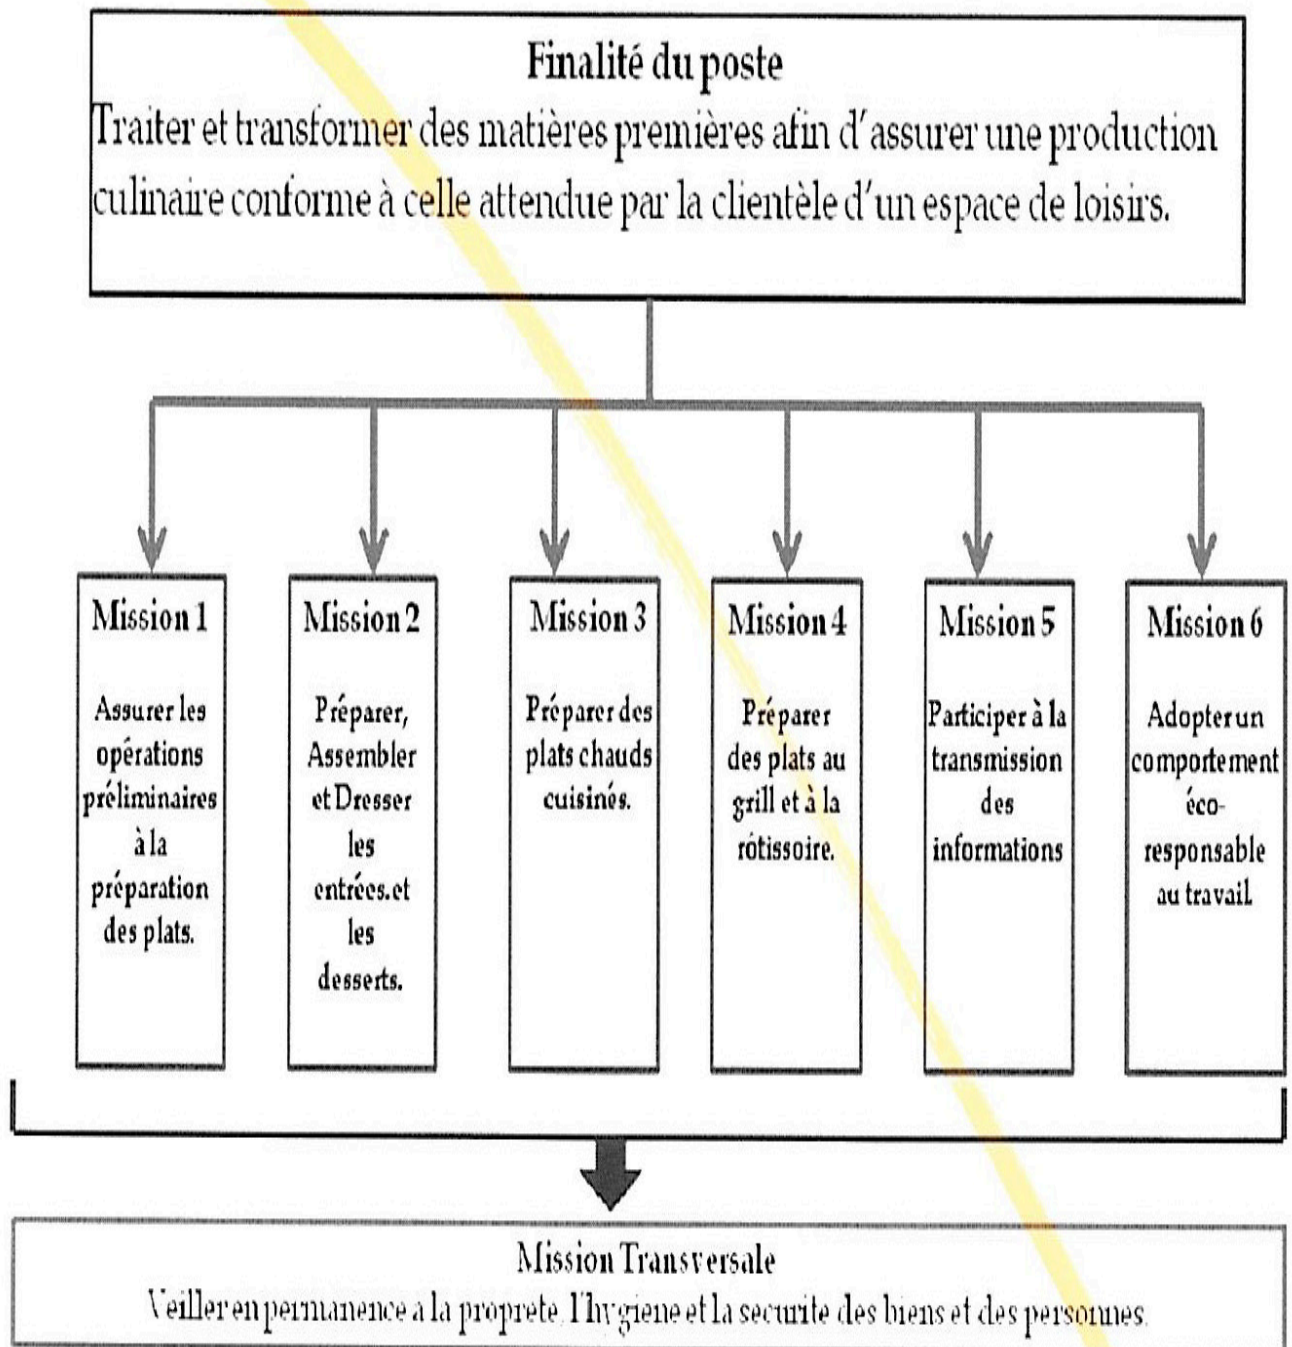 Finalité du poste
Traiter et transformer des matières premières afin d'assurer une production
culinaire conforme à celle attendue par la clientèle d'un espace de loisirs.
Mission 1
Assurer les
opérations
préliminaires
à la
préparation
des plats.
Mission 2
Préparer,
Assembler
et Dresser
les
entrées.et
les
desserts.
Mission 3
Préparer des
plats chauds
cuisinés.
Mission 4
Préparer
des plats au
grill et à la
rôtissoire.
Mission 5
Participer à la
transmission
des
informations
Mission 6
Adopter un
comportement
éco-
responsable
au travail.
Mission Transversale
Veiller en permanence a la proprete, l'hygiene et la securite des biens et des personnes.